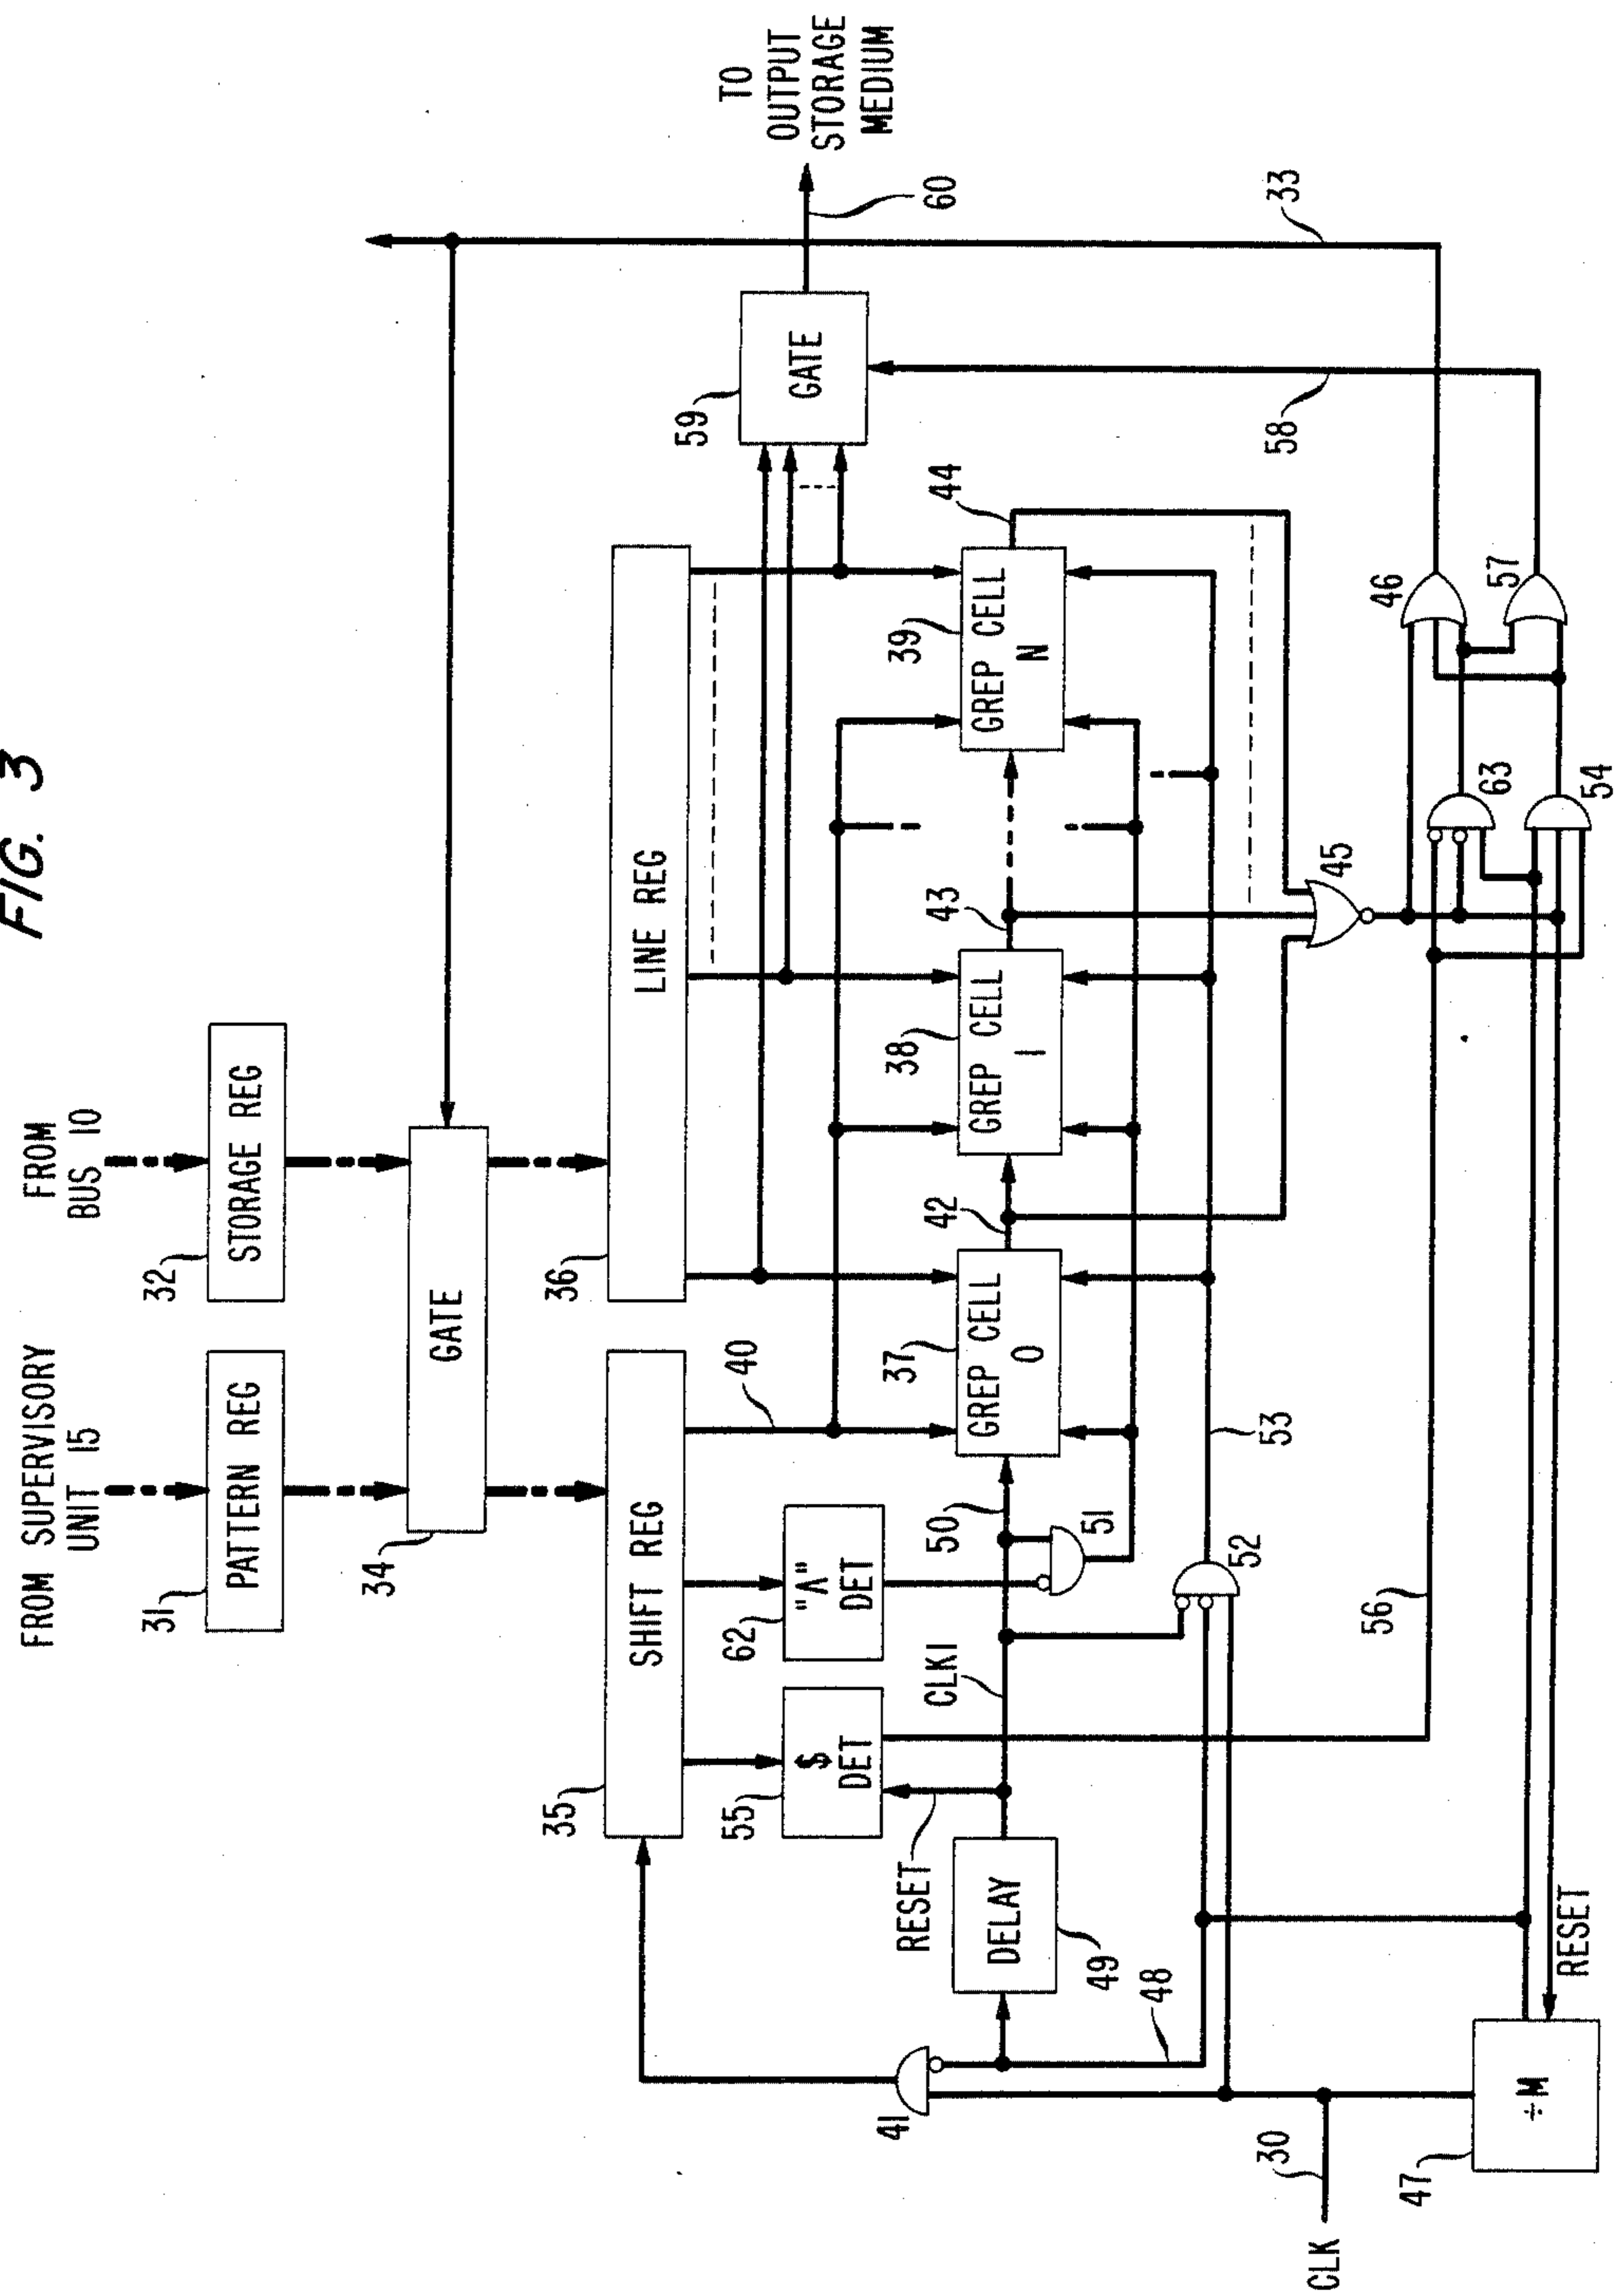 FIG. 3
FROM SUPERVISORY
UNIT 15
FROM
BUS 10
31
PATTERN REG
32
STORAGE REG
34
GATE
35
SHIFT REG
36
LINE REG
TO
OUTPUT
STORAGE
MEDIUM
59
GATE
60
33
55
$
DET
62
"Λ"
DET
40
RESET
CLK1
50
37
GREP CELL
0
42
38
GREP CELL
1
43
39
GREP CELL
N
44
41
DELAY
49
51
48
52
53
45
46
58
30
CLK
56
63
57
54
47
÷M
RESET